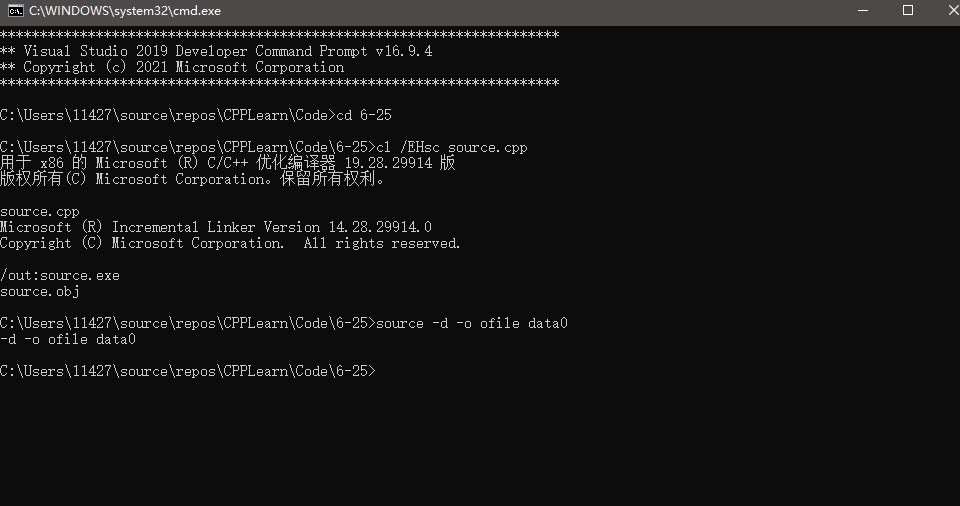 C:\WINDOWS\system32\cmd.exe
**********************************************************************
** Visual Studio 2019 Developer Command Prompt v16.9.4
** Copyright (c) 2021 Microsoft Corporation
**********************************************************************
C:\Users\11427\source\repos\CPPLearn\Code>cd 6-25
C:\Users\11427\source\repos\CPPLearn\Code\6-25>cl /EHsc source.cpp
用于 x86 的 Microsoft (R) C/C++ 优化编译器 19.28.29914 版
版权所有(C) Microsoft Corporation。保留所有权利。
source.cpp
Microsoft (R) Incremental Linker Version 14.28.29914.0
Copyright (C) Microsoft Corporation.  All rights reserved.
/out:source.exe
source.obj
C:\Users\11427\source\repos\CPPLearn\Code\6-25>source -d -o ofile data0
-d -o ofile data0
C:\Users\11427\source\repos\CPPLearn\Code\6-25>